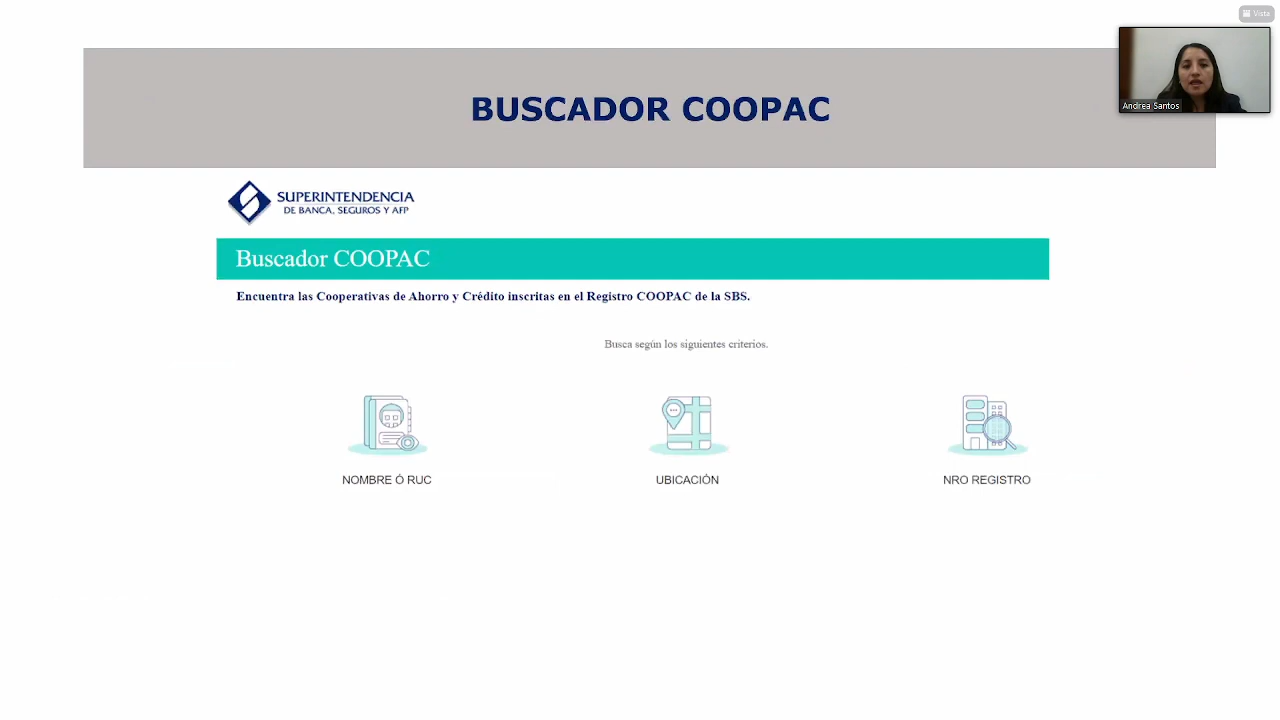 Vista
Andrea Santos
BUSCADOR COOPAC
SUPERINTENDENCIA
DE BANCA, SEGUROS Y AFP
Buscador COOPAC
Encuentra las Cooperativas de Ahorro y Crédito inscritas en el Registro COOPAC de la SBS.
Busca según los siguientes criterios.
NOMBRE Ó RUC
UBICACIÓN
NRO REGISTRO